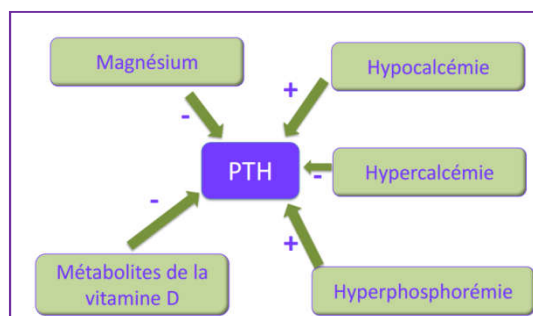 Magnésium
Hypocalcémie
-
+
PTH
-
Hypercalcémie
-
+
Métabolites de la
vitamine D
Hyperphosphorémie